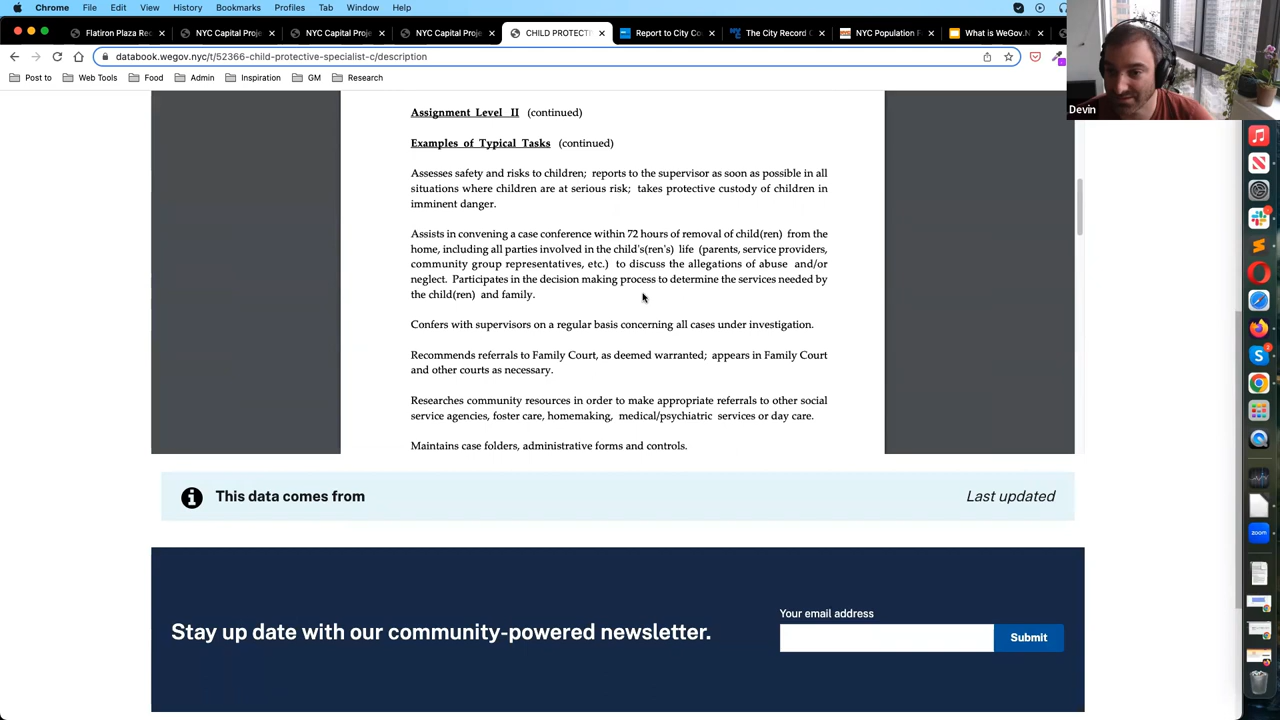 Chrome File Edit View History Bookmarks Profiles Tab Window Help
Flatiron Plaza Rec
NYC Capital Proje
NYC Capital Proje
NYC Capital Proje
CHILD PROTECTI
Report to City Co
The City Record O
NYC Population F
What is WeGov.N
databook.wegov.nyc/t/52366-child-protective-specialist-c/description
Post to Web Tools Food Admin Inspiration GM Research
Devin
Assignment Level II (continued)
Examples of Typical Tasks (continued)
Assesses safety and risks to children; reports to the supervisor as soon as possible in all
situations where children are at serious risk; takes protective custody of children in
imminent danger.
Assists in convening a case conference within 72 hours of removal of child(ren) from the
home, including all parties involved in the child's(ren's) life (parents, service providers,
community group representatives, etc.) to discuss the allegations of abuse and/or
neglect. Participates in the decision making process to determine the services needed by
the child(ren) and family.
Confers with supervisors on a regular basis concerning all cases under investigation.
Recommends referrals to Family Court, as deemed warranted; appears in Family Court
and other courts as necessary.
Researches community resources in order to make appropriate referrals to other social
service agencies, foster care, homemaking, medical/psychiatric services or day care.
Maintains case folders, administrative forms and controls.
This data comes from
Last updated
Stay up date with our community-powered newsletter.
Your email address
Submit
zoom